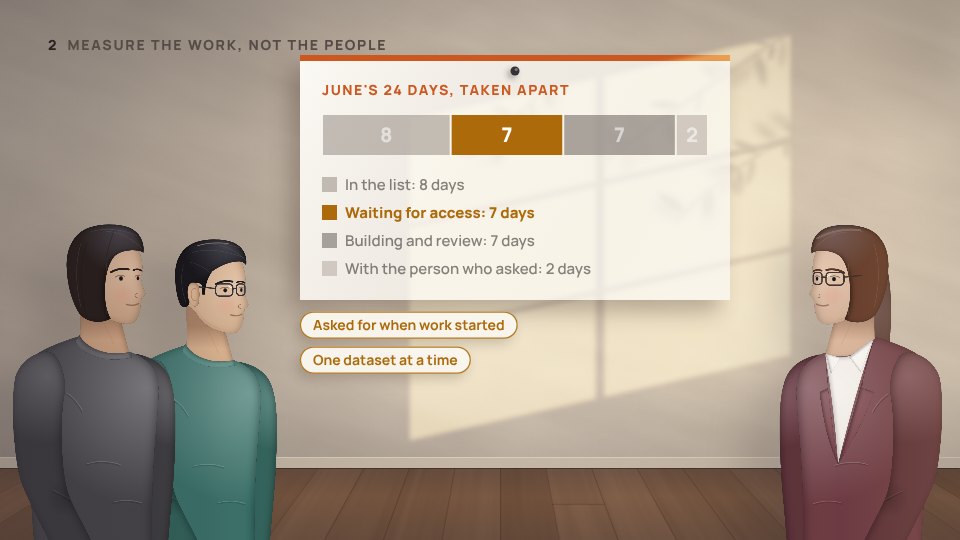 2 MEASURE THE WORK, NOT THE PEOPLE
JUNE'S 24 DAYS, TAKEN APART
8 7 7 2
In the list: 8 days
Waiting for access: 7 days
Building and review: 7 days
With the person who asked: 2 days
Asked for when work started
One dataset at a time